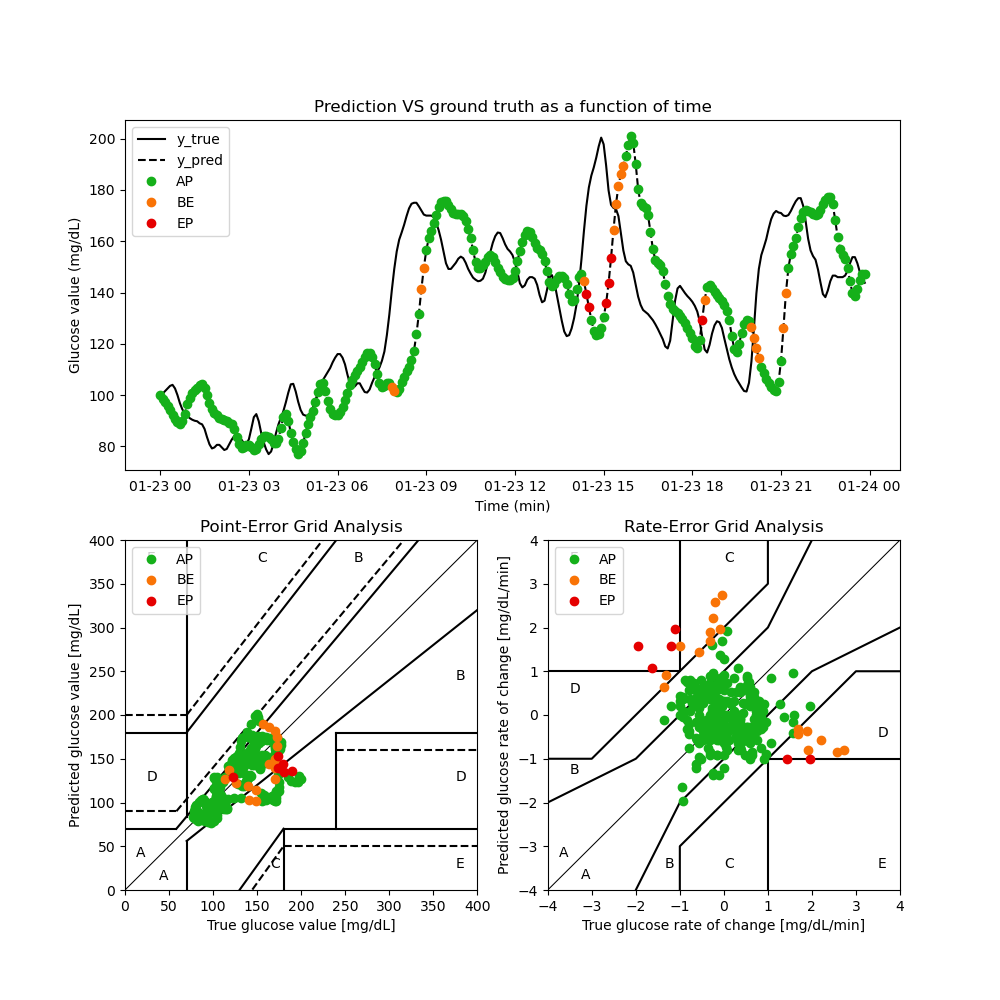 Prediction VS ground truth as a function of time
200
180
160
140
120
100
80
Glucose value (mg/dL)
y_true
y_pred
AP
BE
EP
01-23 00 01-23 03 01-23 06 01-23 09 01-23 12 01-23 15 01-23 18 01-23 21 01-24 00
Time (min)
Point-Error Grid Analysis
400
350
300
250
200
150
100
50
0
Predicted glucose value [mg/dL]
AP
BE
EP
C
B
B
D
D
A
A
C
E
0 50 100 150 200 250 300 350 400
True glucose value [mg/dL]
Rate-Error Grid Analysis
4
3
2
1
0
−1
−2
−3
−4
Predicted glucose rate of change [mg/dL/min]
AP
BE
EP
C
D
D
B
A
A
B
C
E
−4 −3 −2 −1 0 1 2 3 4
True glucose rate of change [mg/dL/min]